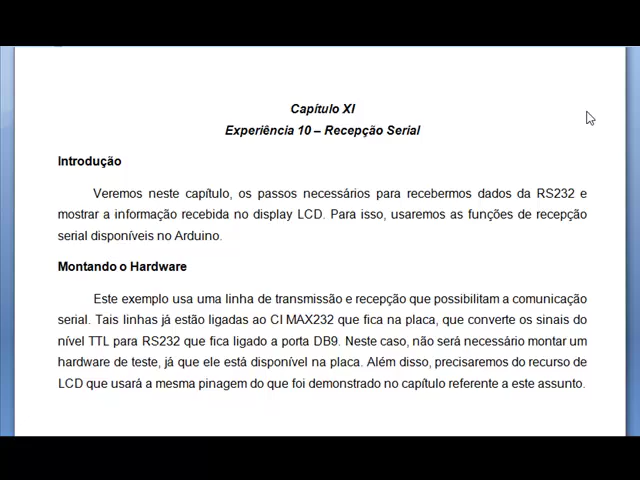 Capítulo XI
Experiência 10 – Recepção Serial
Introdução
Veremos neste capítulo, os passos necessários para recebermos dados da RS232 e
mostrar a informação recebida no display LCD. Para isso, usaremos as funções de recepção
serial disponíveis no Arduino.
Montando o Hardware
Este exemplo usa uma linha de transmissão e recepção que possibilitam a comunicação
serial. Tais linhas já estão ligadas ao CI MAX232 que fica na placa, que converte os sinais do
nível TTL para RS232 que fica ligado a porta DB9. Neste caso, não será necessário montar um
hardware de teste, já que ele está disponível na placa. Além disso, precisaremos do recurso de
LCD que usará a mesma pinagem do que foi demonstrado no capítulo referente a este assunto.